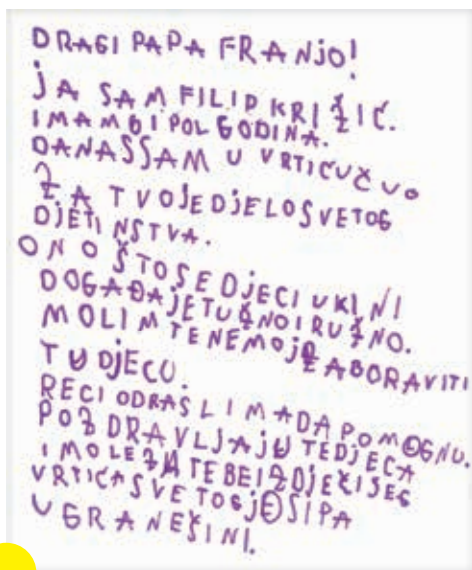 DRAGI PAPA FRANJO!
JA SAM FILIP KRIŽIĆ.
IMAM 6 I POL GODINA.
DANAS SAM U VRTIĆU ČUO
ZA TVOJE DJELO SVETOG
DJETINSTVA.
ONO ŠTO SE DJECI U KINI
DOGAĐA JE TUŽNO I RUŽNO.
MOLIM TE NEMOJ ZABORAVITI
TU DJECU.
RECI ODRASLIMA DA POMOGNU.
POZDRAVLJAJU TE DJECA
I MOLE ZA TEBE IZ DJEČJEG
VRTIĆA SVETOG JOSIPA
U GRANEŠINI.